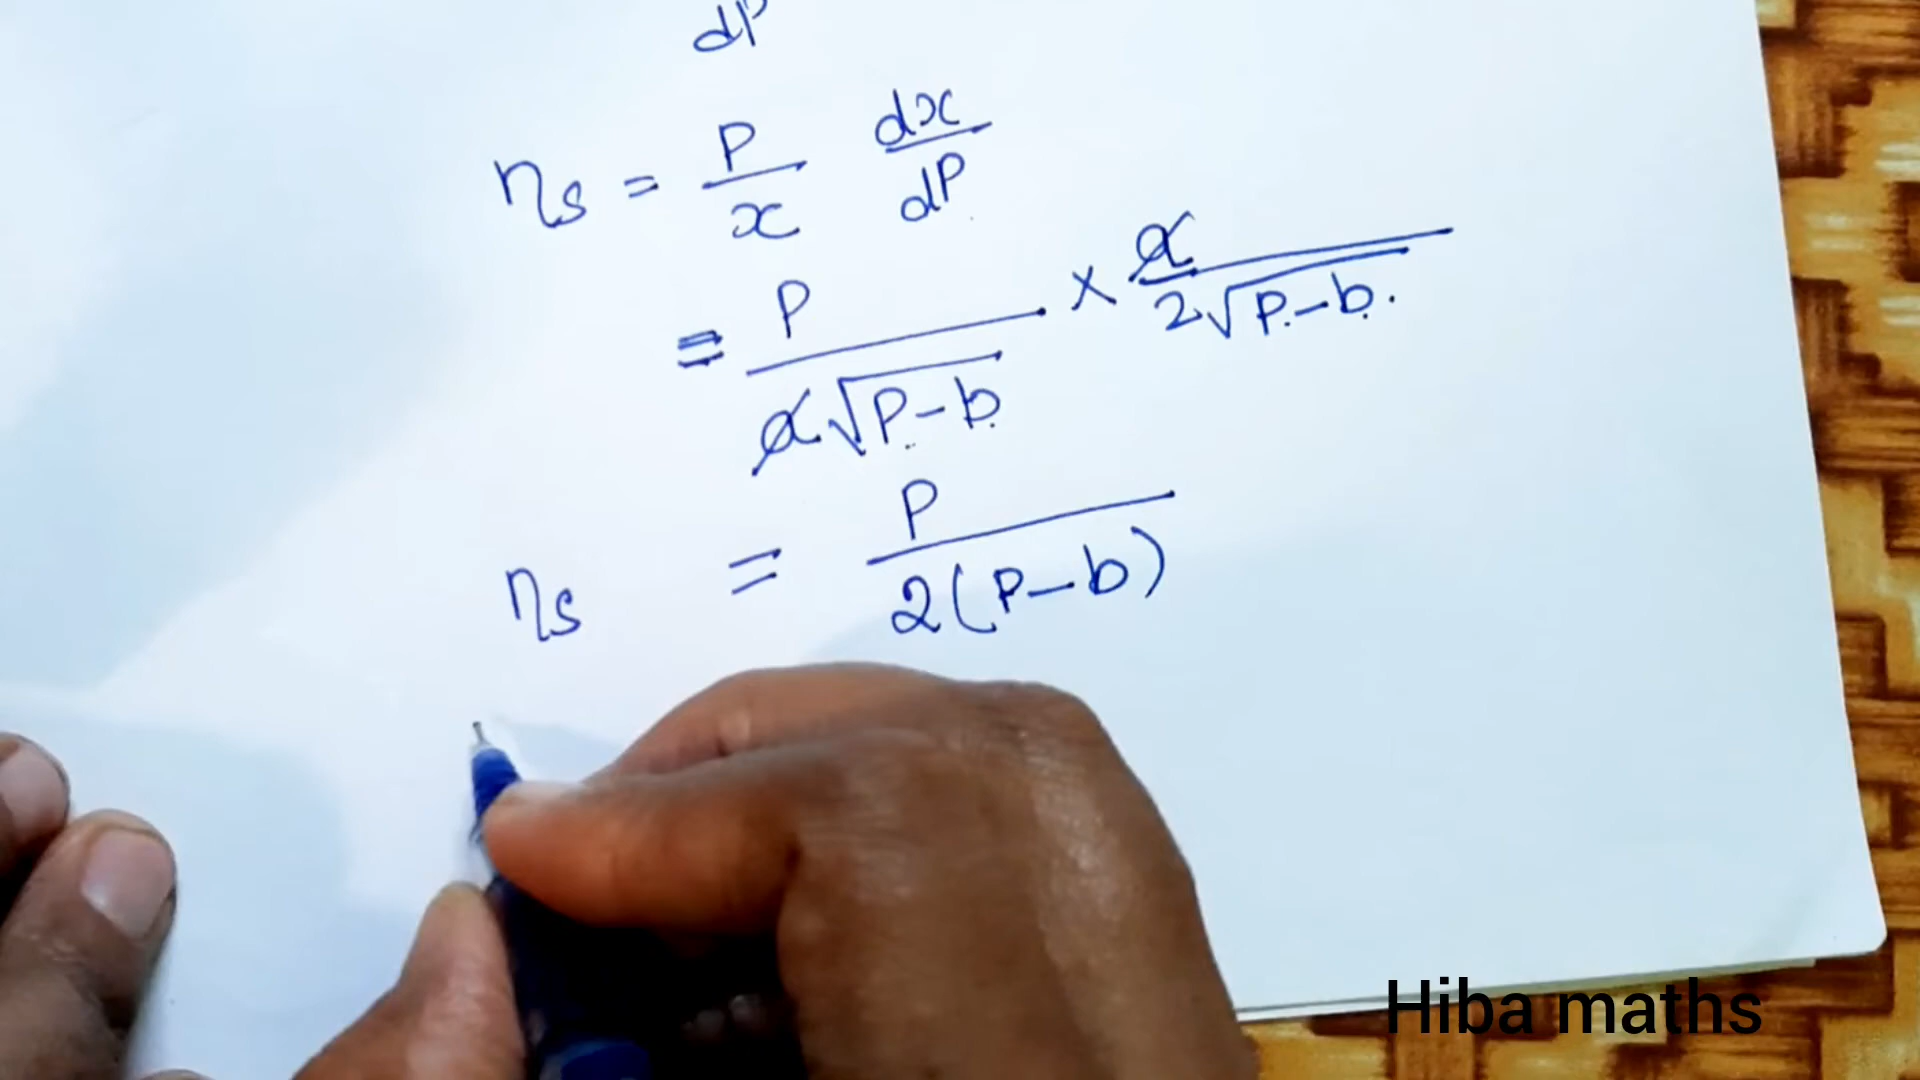 dP
ηs = P/x dx/dP
= P/a√P-b × a/2√P-b.
ηs = P/2(P-b)
Hiba maths